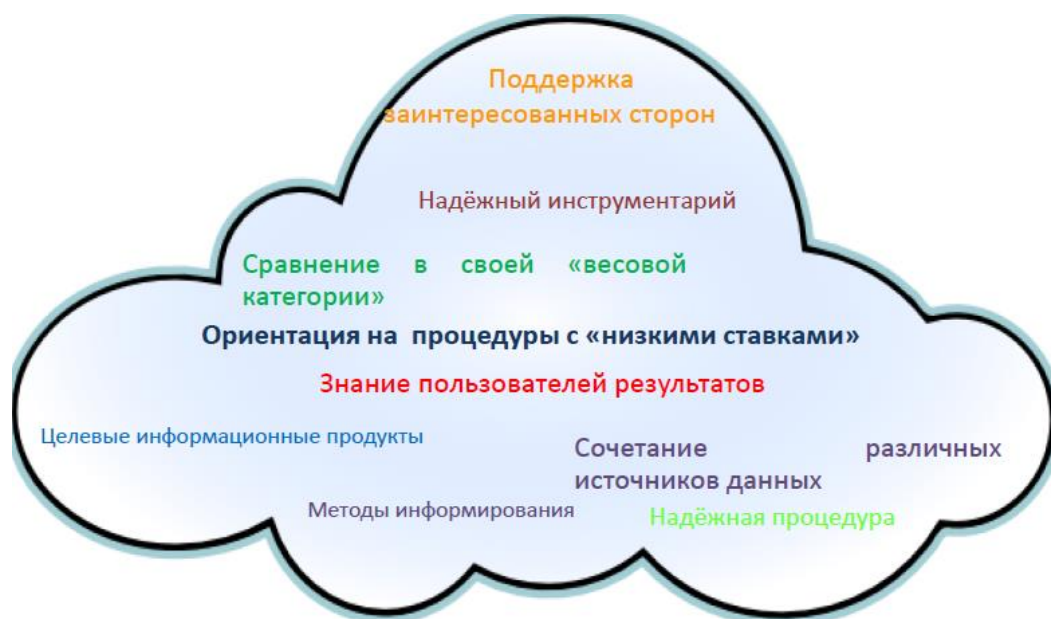 Поддержка
заинтересованных сторон
Надёжный инструментарий
Сравнение в своей «весовой
категории»
Ориентация на процедуры с «низкими ставками»
Знание пользователей результатов
Целевые информационные продукты
Сочетание различных
источников данных
Методы информирования
Надёжная процедура